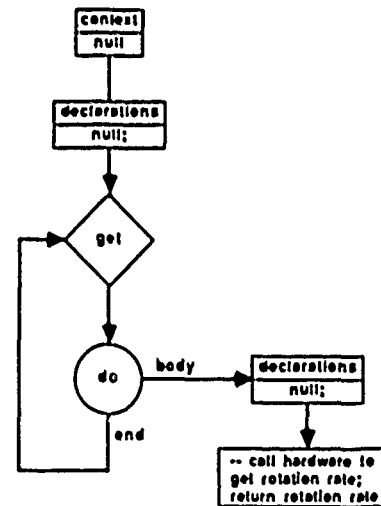 context
null
declarations
null;
get
do
body
end
declarations
null;
-- call hardware to
get rotation rate;
return rotation rate